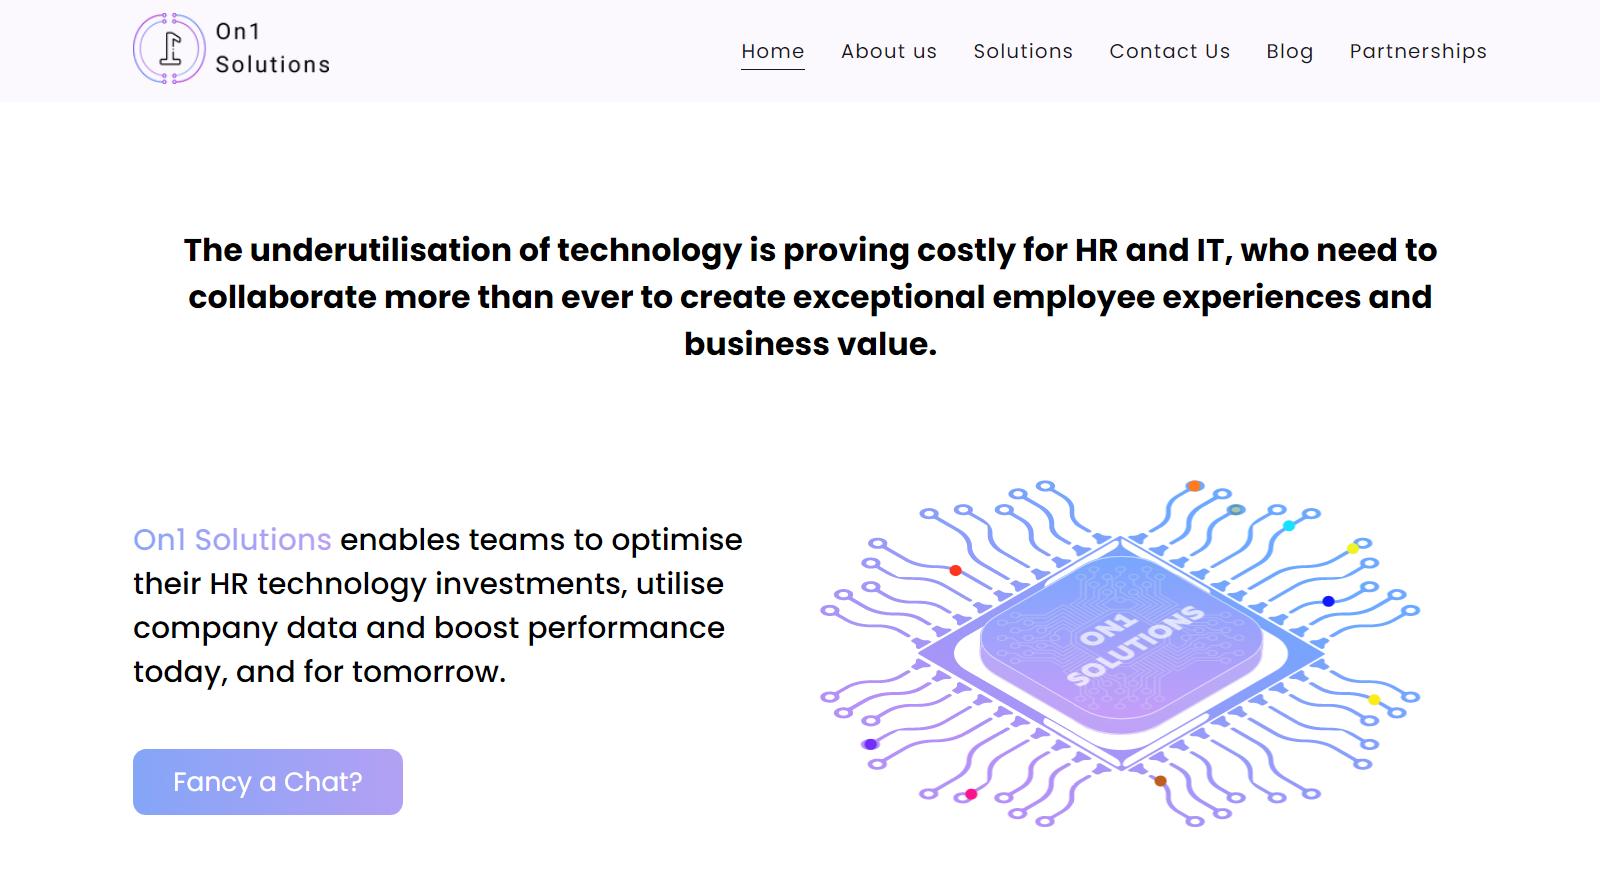 On1
Solutions
Home About us Solutions Contact Us Blog Partnerships
The underutilisation of technology is proving costly for HR and IT, who need to
collaborate more than ever to create exceptional employee experiences and
business value.
On1 Solutions enables teams to optimise
their HR technology investments, utilise
company data and boost performance
today, and for tomorrow.
Fancy a Chat?
ON1
SOLUTIONS